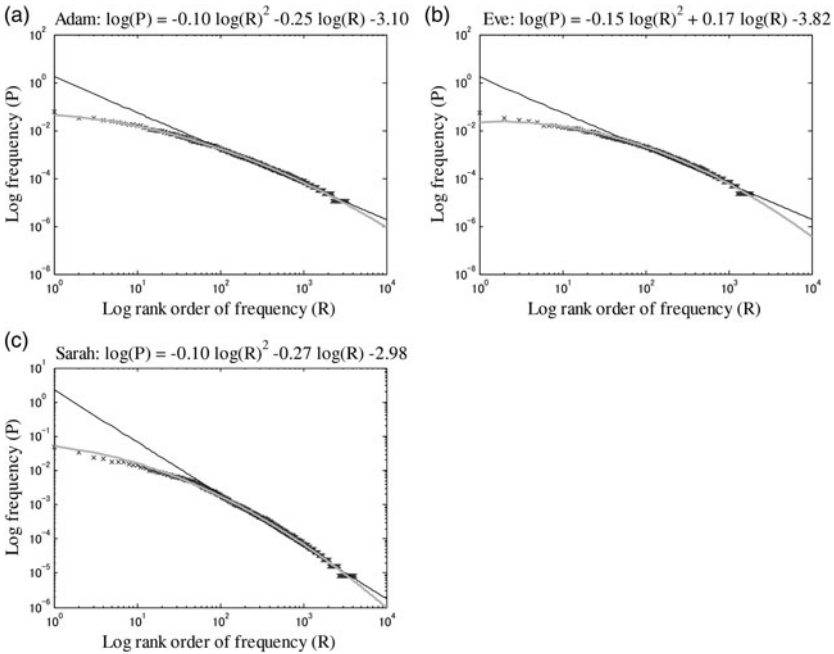 (a) Adam: log(P) = -0.10 log(R)² -0.25 log(R) -3.10
10²
10⁰
10⁻²
10⁻⁴
10⁻⁶
10⁻⁸
Log frequency (P)
10⁰ 10¹ 10² 10³ 10⁴
Log rank order of frequency (R)
(b) Eve: log(P) = -0.15 log(R)² + 0.17 log(R) -3.82
10²
10⁰
10⁻²
10⁻⁴
10⁻⁶
10⁻⁸
Log frequency (P)
10⁰ 10¹ 10² 10³ 10⁴
Log rank order of frequency (R)
(c) Sarah: log(P) = -0.10 log(R)² -0.27 log(R) -2.98
10¹
10⁰
10⁻¹
10⁻²
10⁻³
10⁻⁴
10⁻⁵
10⁻⁶
Log frequency (P)
10⁰ 10¹ 10² 10³ 10⁴
Log rank order of frequency (R)